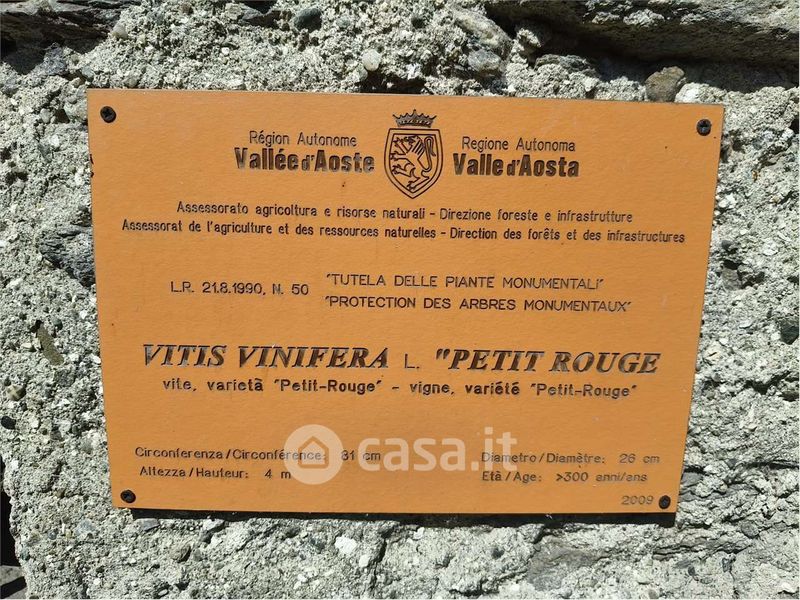 Région Autonome
Vallée d'Aoste
Regione Autonoma
Valle d'Aosta
Assessorato agricoltura e risorse naturali - Direzione foreste e infrastrutture
Assessorat de l'agriculture et des ressources naturelles - Direction des forêts et des infrastructures
L.R. 21.8.1990, N. 50
"TUTELA DELLE PIANTE MONUMENTALI"
"PROTECTION DES ARBRES MONUMENTAUX"
VITIS VINIFERA L. "PETIT ROUGE
vite, varietà "Petit-Rouge" - vigne, variété "Petit-Rouge"
Circonferenza/Circonférence: 81 cm
Diametro/Diamètre: 26 cm
Altezza/Hauteur: 4 m
Età/Age: >300 anni/ans
2009
casa.it